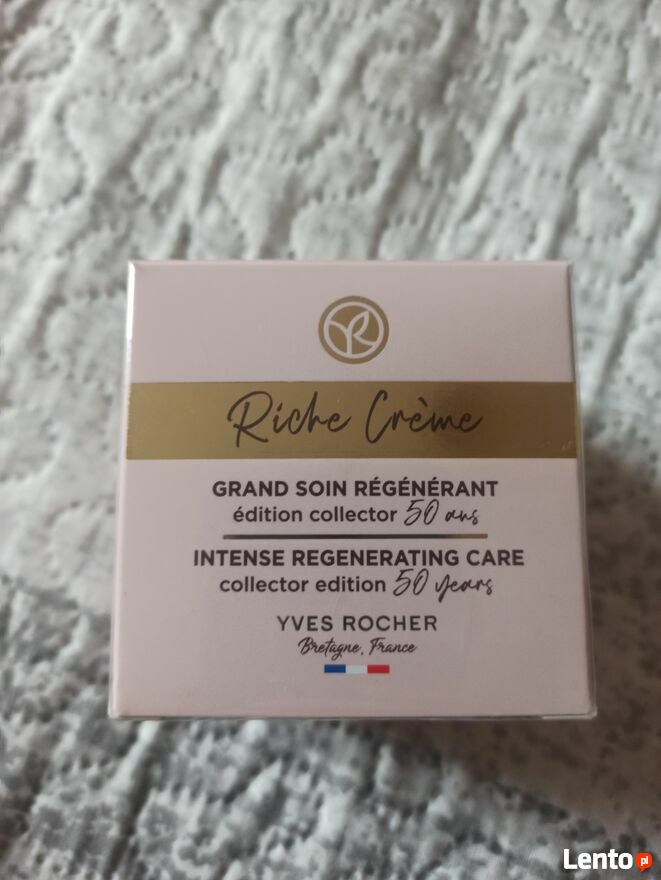 Riche Crème
GRAND SOIN RÉGÉNÉRANT
édition collector 50 ans
INTENSE REGENERATING CARE
collector edition 50 years
YVES ROCHER
Bretagne, France
Lento.pl